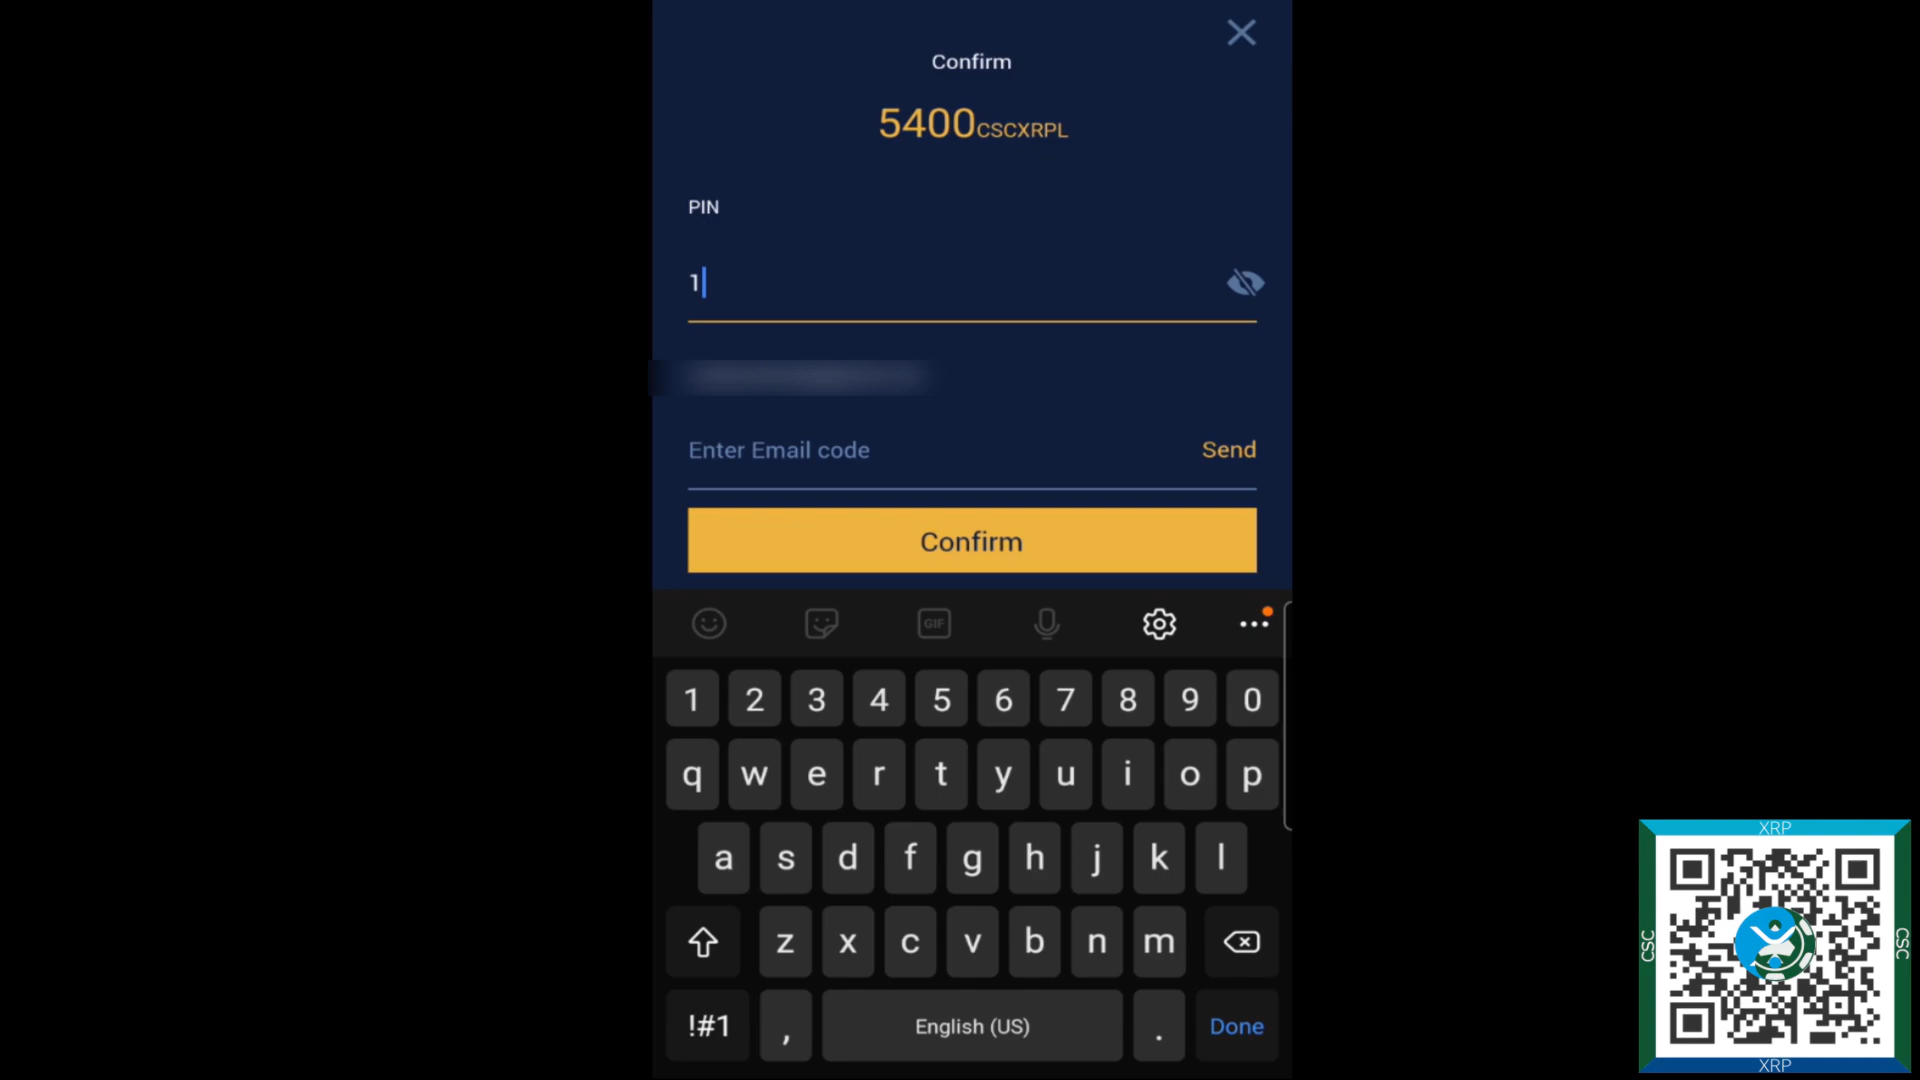 Confirm
5400CSCXRPL
PIN
1
Enter Email code
Send
Confirm
GIF
1 2 3 4 5 6 7 8 9 0
q w e r t y u i o p
a s d f g h j k l
z x c v b n m
!#1 , English (US) . Done
XRP
CSC
CSC
XRP